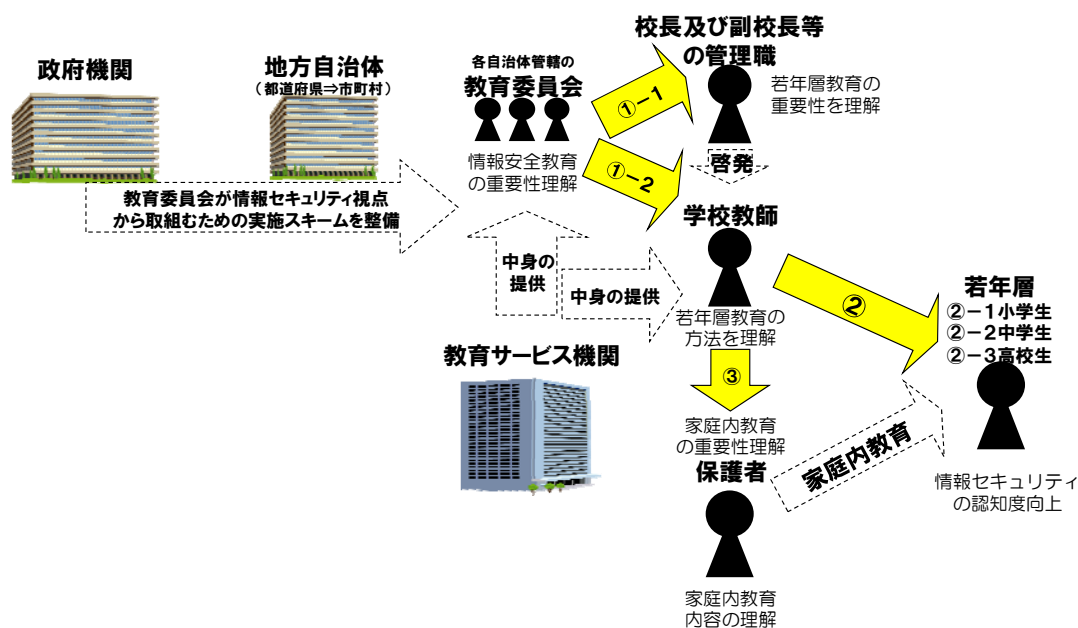 政府機関
地方自治体
（都道府県⇒市町村）
各自治体管轄の
教育委員会
情報安全教育
の重要性理解
教育委員会が情報セキュリティ視点
から取組むための実施スキームを整備
①-1
①-2
校長及び副校長等
の管理職
若年層教育の
重要性を理解
啓発
学校教師
若年層教育の
方法を理解
中身の
提供
中身の提供
教育サービス機関
②
若年層
②－1小学生
②－2中学生
②－3高校生
情報セキュリティ
の認知度向上
③
家庭内教育
の重要性理解
保護者
家庭内教育
内容の理解
家庭内教育